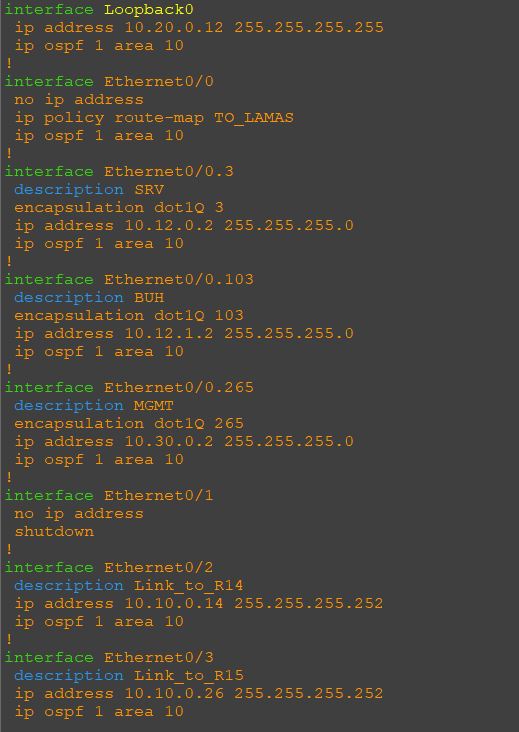 interface Loopback0
ip address 10.20.0.12 255.255.255.255
ip ospf 1 area 10
!
interface Ethernet0/0
no ip address
ip policy route-map TO_LAMAS
ip ospf 1 area 10
!
interface Ethernet0/0.3
description SRV
encapsulation dot1Q 3
ip address 10.12.0.2 255.255.255.0
ip ospf 1 area 10
!
interface Ethernet0/0.103
description BUH
encapsulation dot1Q 103
ip address 10.12.1.2 255.255.255.0
ip ospf 1 area 10
!
interface Ethernet0/0.265
description MGMT
encapsulation dot1Q 265
ip address 10.30.0.2 255.255.255.0
ip ospf 1 area 10
!
interface Ethernet0/1
no ip address
shutdown
!
interface Ethernet0/2
description Link_to_R14
ip address 10.10.0.14 255.255.255.252
ip ospf 1 area 10
!
interface Ethernet0/3
description Link_to_R15
ip address 10.10.0.26 255.255.255.252
ip ospf 1 area 10